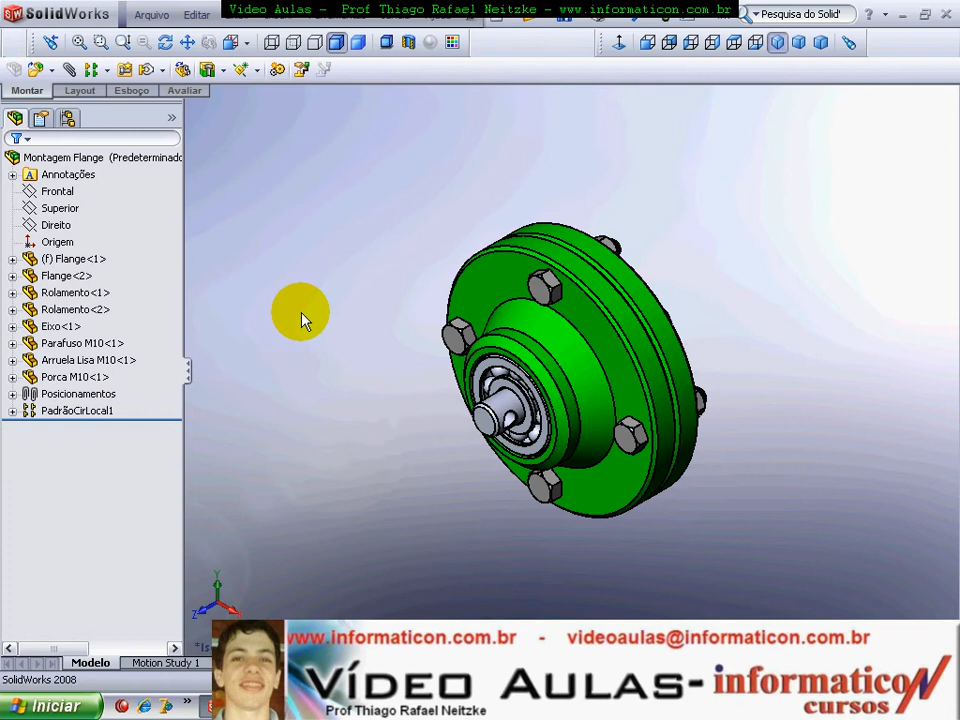 Video Aulas - Prof Thiago Rafael Neitzke - www.informaticon.com.br
SolidWorks
Arquivo
Editar
Pesquisa do Solid'
?
Montar
Layout
Esboço
Avaliar
»
Montagem Flange (Predeterminado
Annotações
Frontal
Superior
Direito
Origem
(f) Flange<1>
Flange<2>
Rolamento<1>
Rolamento<2>
Eixo<1>
Parafuso M10<1>
Arruela Lisa M10<1>
Porca M10<1>
Posicionamentos
PadrãoCirLocal1
Y
Z
Modelo
Motion Study 1
SolidWorks 2008
Iniciar
»
www.informaticon.com.br - videoaulas@informaticon.com.br
Vídeo Aulas-informaticon
cursos
Prof Thiago Rafael Neitzke